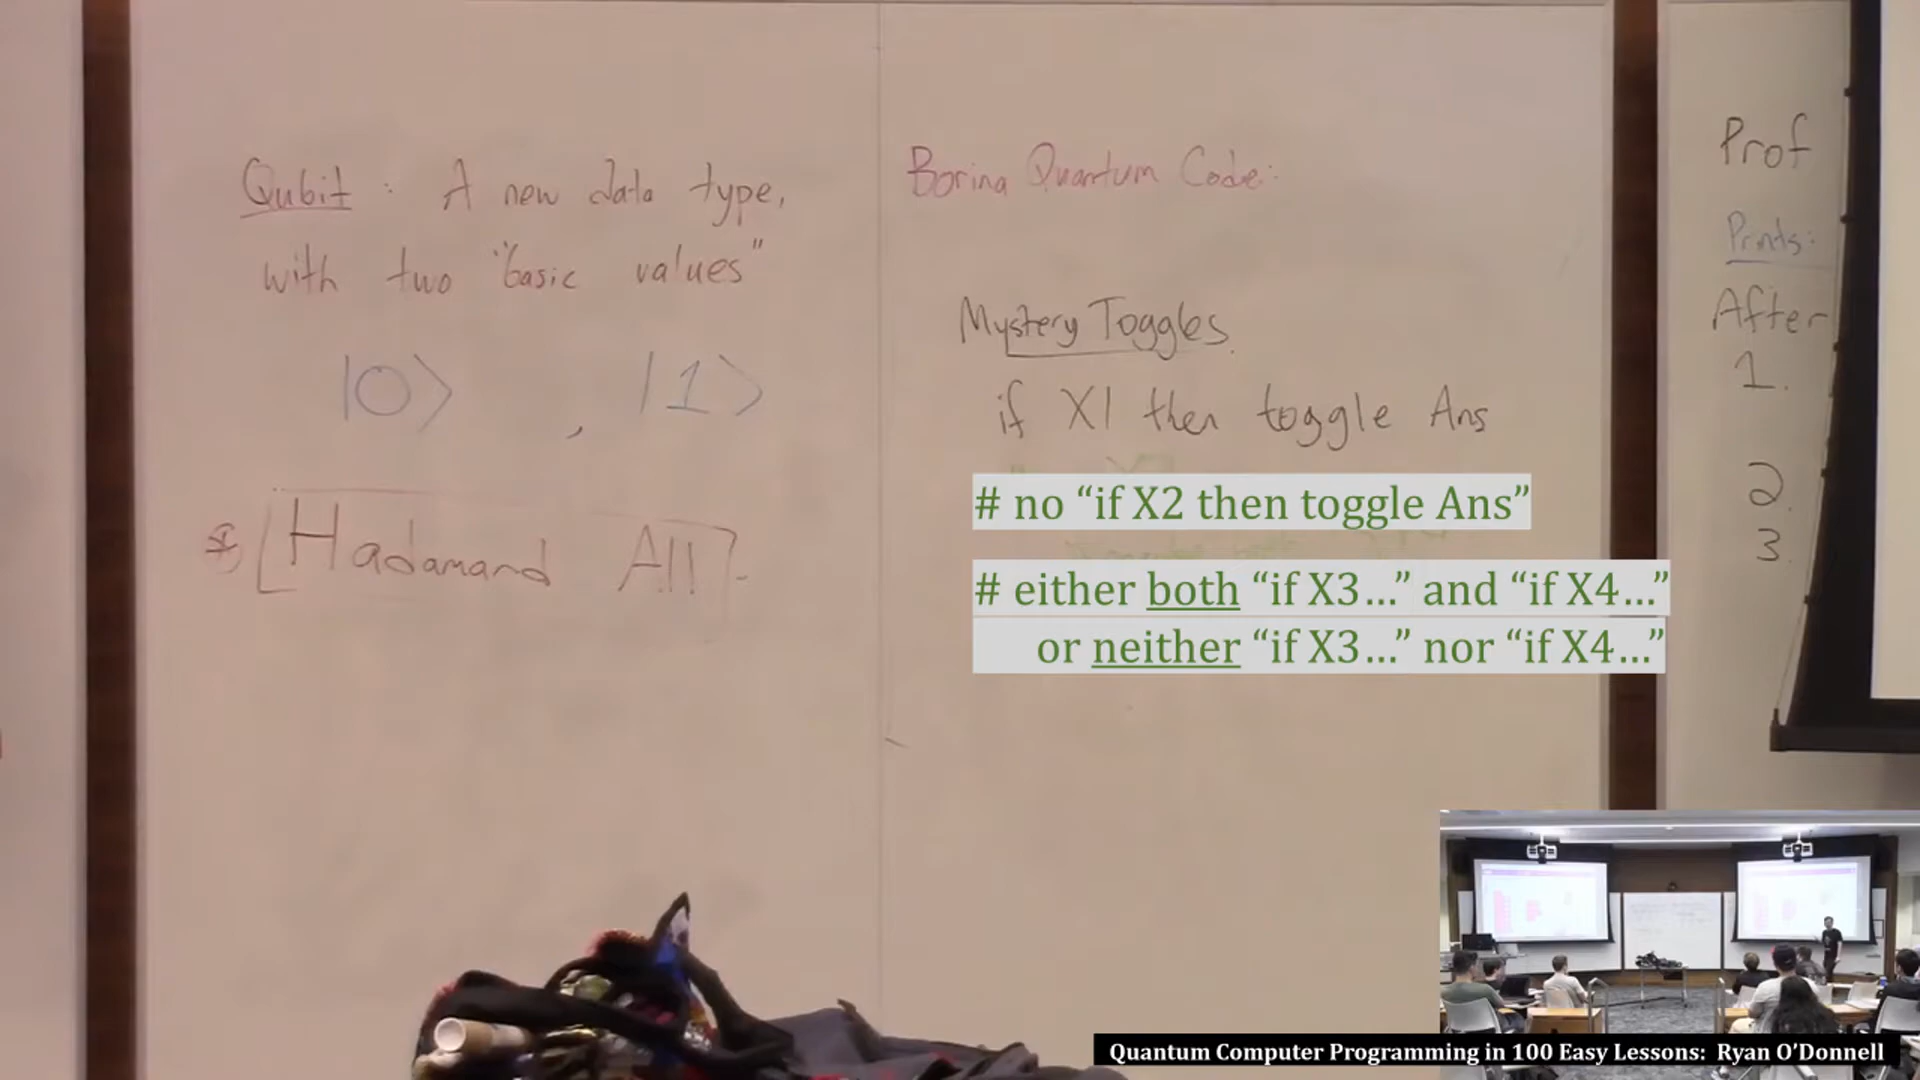 Qubit : A new data type,
with two "basic values"
|0⟩ , |1⟩
Hadamard All
Boring Quantum Code:
Mystery Toggles
if X1 then toggle Ans
# no “if X2 then toggle Ans”
# either both “if X3…” and “if X4…”
or neither “if X3…” nor “if X4…”
Prof
Prints:
After
1.
2.
3.
Quantum Computer Programming in 100 Easy Lessons: Ryan O’Donnell